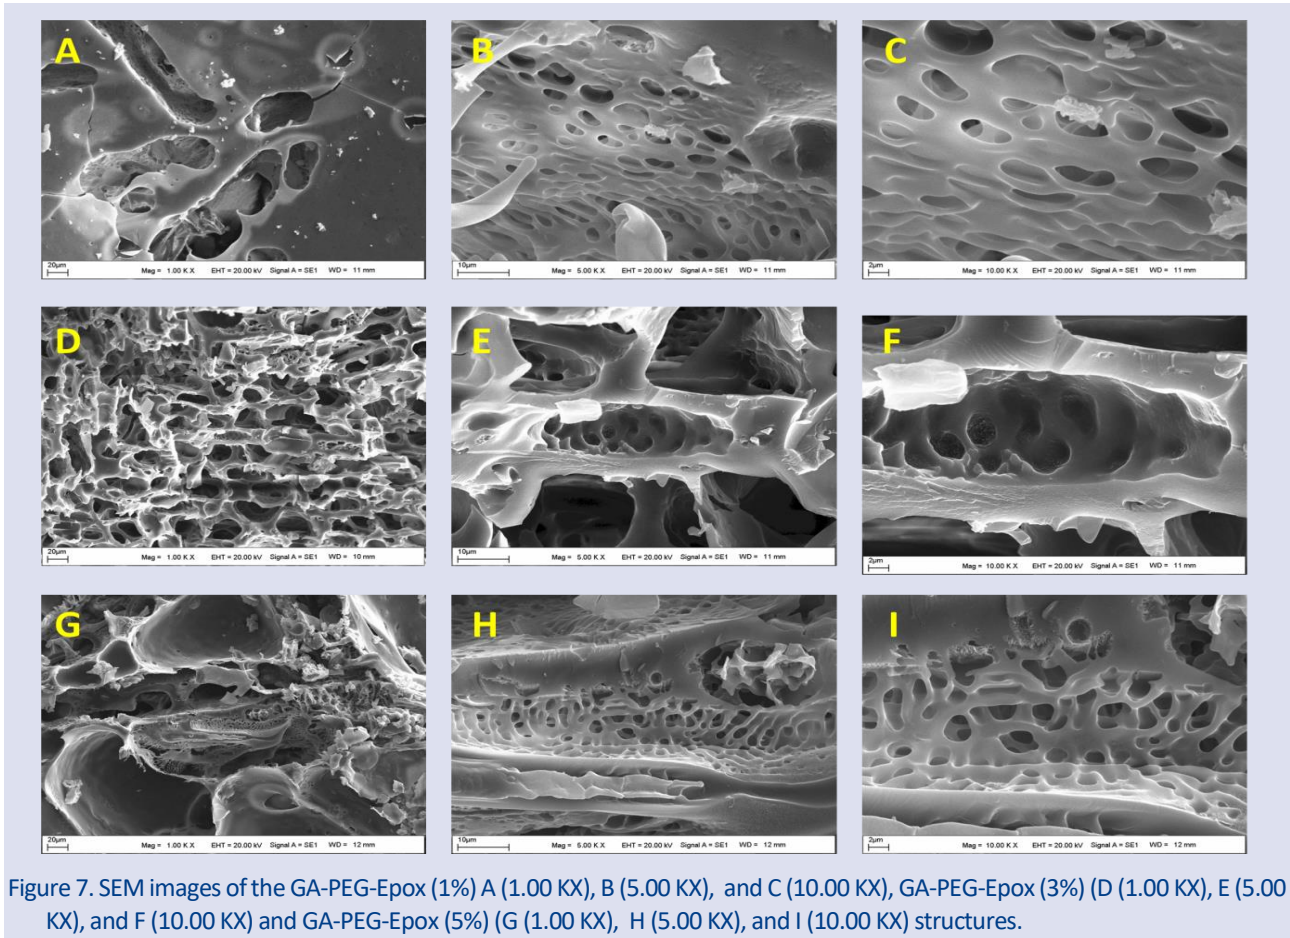 A
B
C
20µm
Mag = 1.00 K X EHT = 20.00 kV Signal A = SE1 WD = 11 mm
10µm
Mag = 5.00 K X EHT = 20.00 kV Signal A = SE1 WD = 11 mm
2µm
Mag = 10.00 K X EHT = 20.00 kV Signal A = SE1 WD = 11 mm
D
E
F
20µm
Mag = 1.00 K X EHT = 20.00 kV Signal A = SE1 WD = 10 mm
10µm
Mag = 5.00 K X EHT = 20.00 kV Signal A = SE1 WD = 11 mm
2µm
Mag = 10.00 K X EHT = 20.00 kV Signal A = SE1 WD = 11 mm
G
H
I
20µm
Mag = 1.00 K X EHT = 20.00 kV Signal A = SE1 WD = 12 mm
10µm
Mag = 5.00 K X EHT = 20.00 kV Signal A = SE1 WD = 12 mm
2µm
Mag = 10.00 K X EHT = 20.00 kV Signal A = SE1 WD = 12 mm
Figure 7. SEM images of the GA-PEG-Epox (1%) A (1.00 KX), B (5.00 KX), and C (10.00 KX), GA-PEG-Epox (3%) (D (1.00 KX), E (5.00
KX), and F (10.00 KX) and GA-PEG-Epox (5%) (G (1.00 KX), H (5.00 KX), and I (10.00 KX) structures.